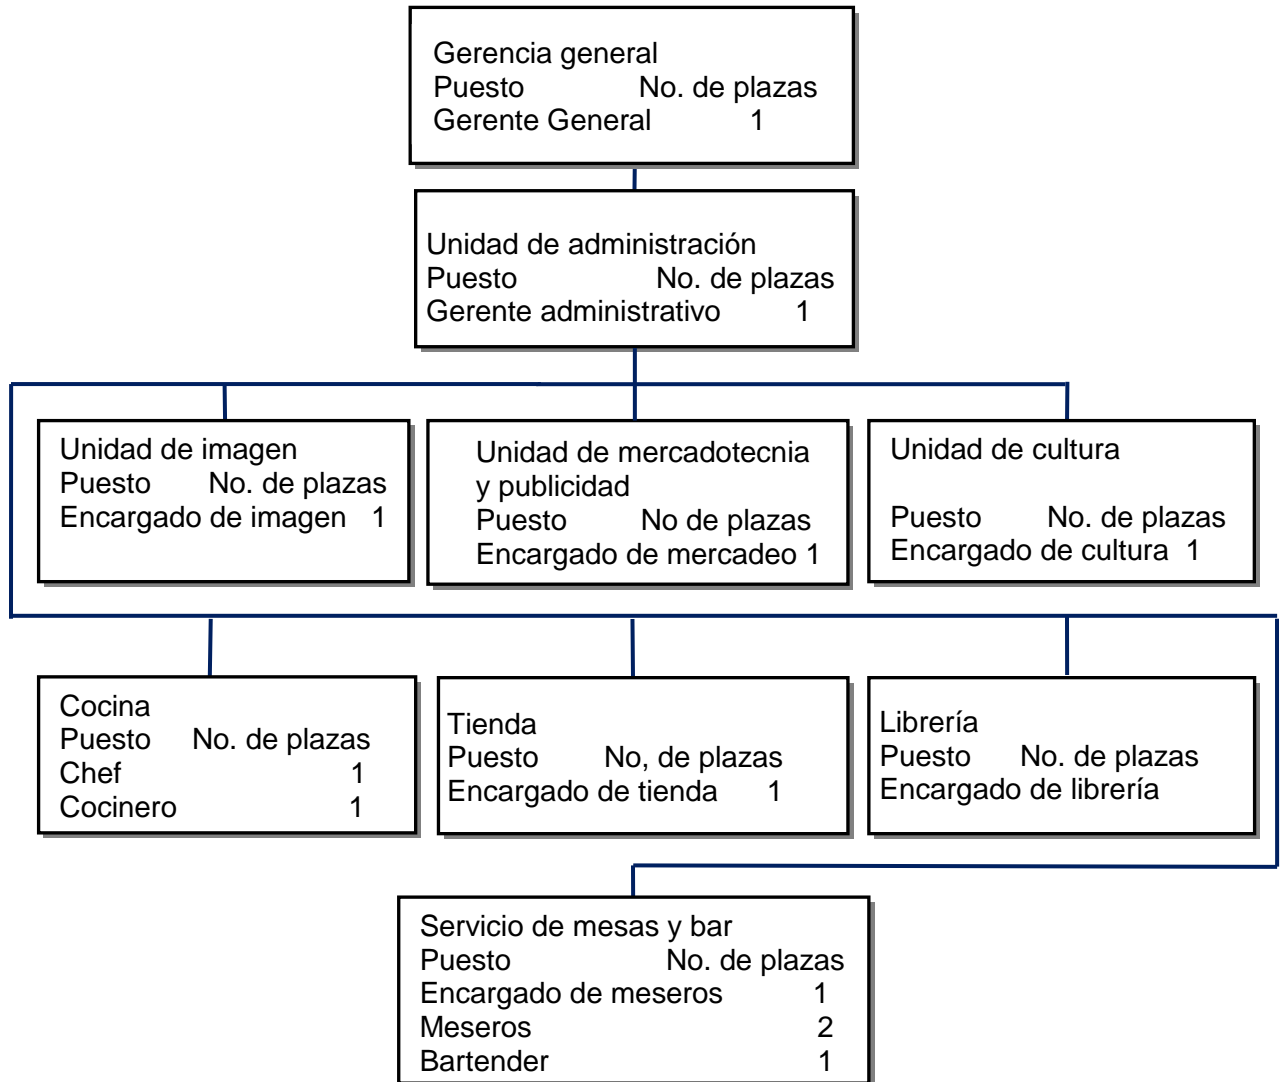 Gerencia general
Puesto No. de plazas
Gerente General 1
Unidad de administración
Puesto No. de plazas
Gerente administrativo 1
Unidad de imagen
Puesto No. de plazas
Encargado de imagen 1
Unidad de mercadotecnia
y publicidad
Puesto No de plazas
Encargado de mercadeo 1
Unidad de cultura
Puesto No. de plazas
Encargado de cultura 1
Cocina
Puesto No. de plazas
Chef 1
Cocinero 1
Tienda
Puesto No, de plazas
Encargado de tienda 1
Librería
Puesto No. de plazas
Encargado de librería
Servicio de mesas y bar
Puesto No. de plazas
Encargado de meseros 1
Meseros 2
Bartender 1